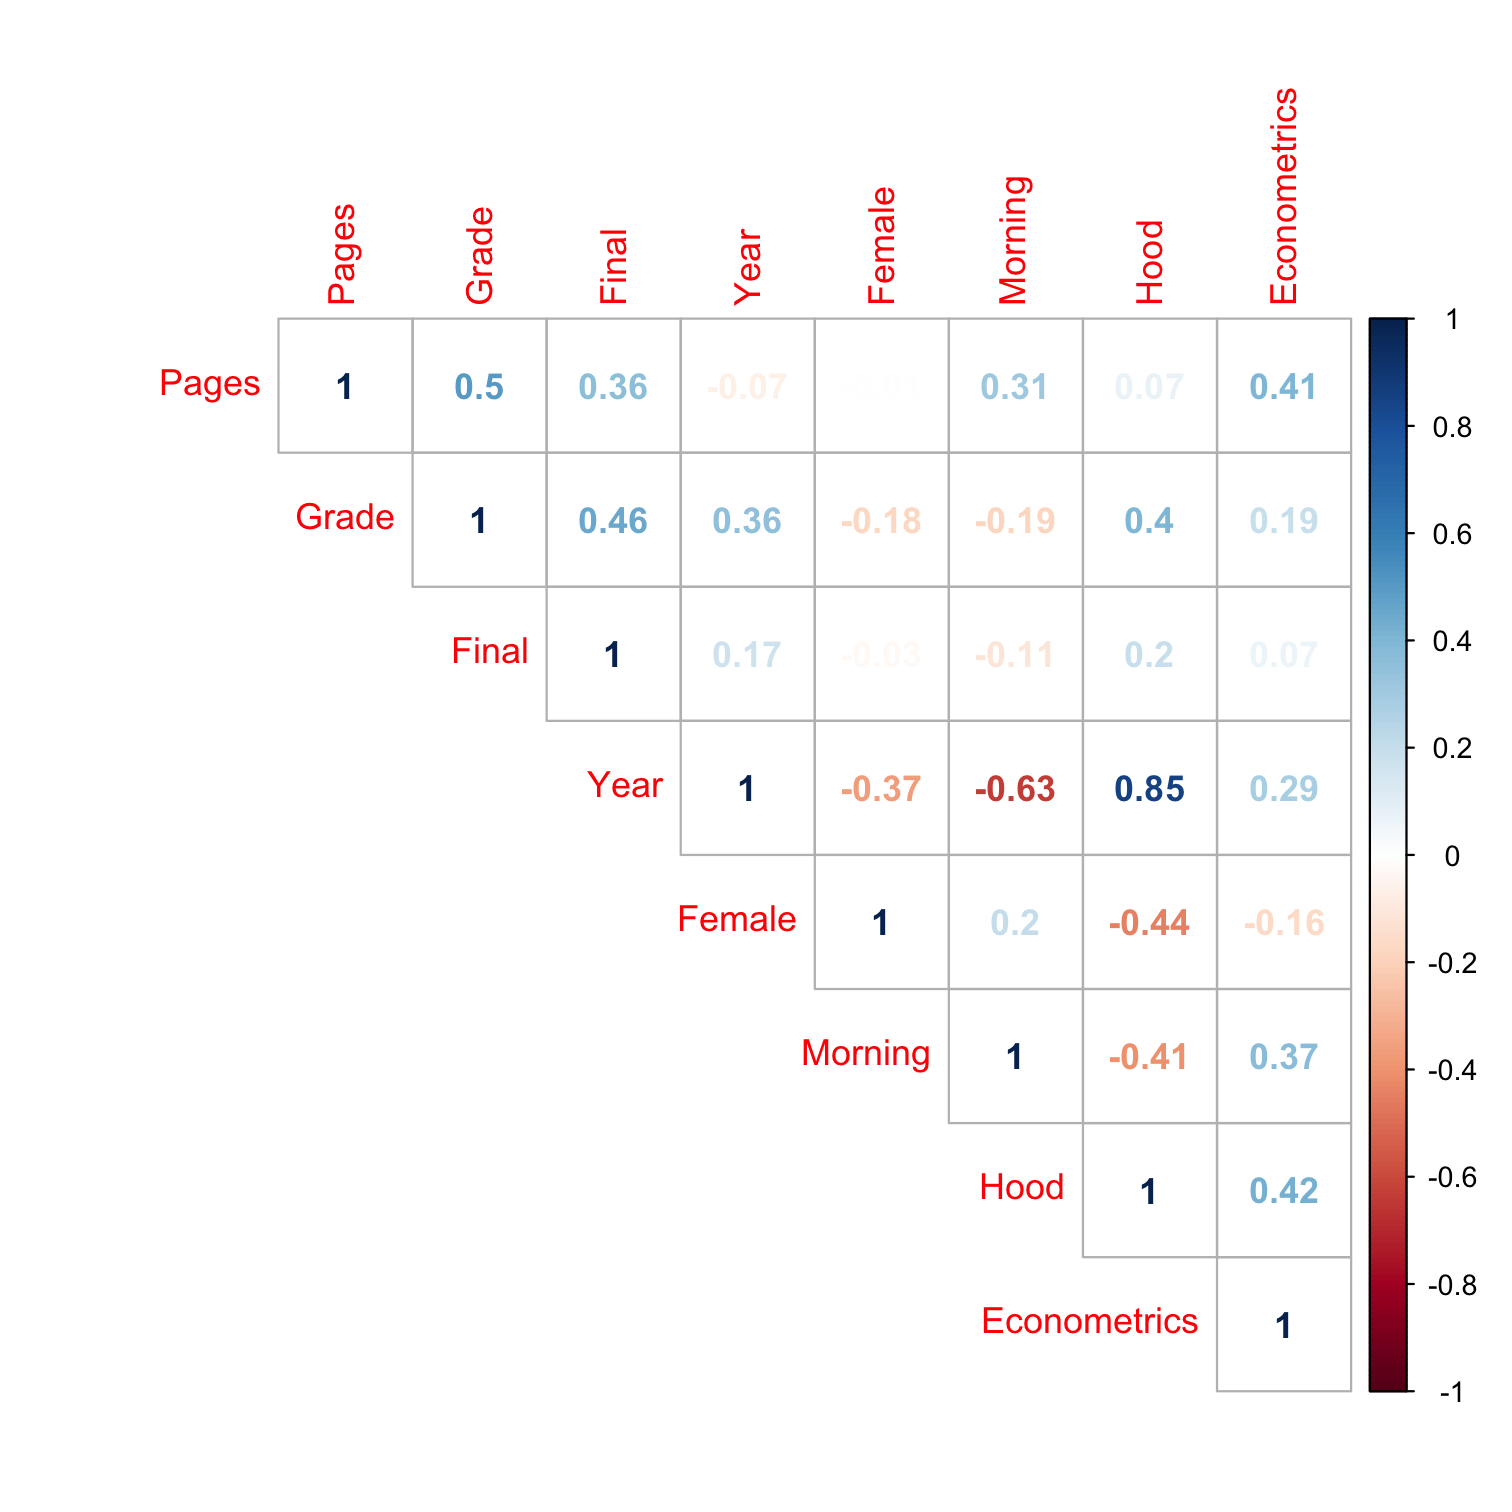 Pages Grade Final Year Female Morning Hood Econometrics
Pages 1 0.5 0.36 -0.07 0.31 0.07 0.41
Grade 1 0.46 0.36 -0.18 -0.19 0.4 0.19
Final 1 0.17 -0.03 -0.11 0.2 0.07
Year 1 -0.37 -0.63 0.85 0.29
Female 1 0.2 -0.44 -0.16
Morning 1 -0.41 0.37
Hood 1 0.42
Econometrics 1
1
0.8
0.6
0.4
0.2
0
-0.2
-0.4
-0.6
-0.8
-1